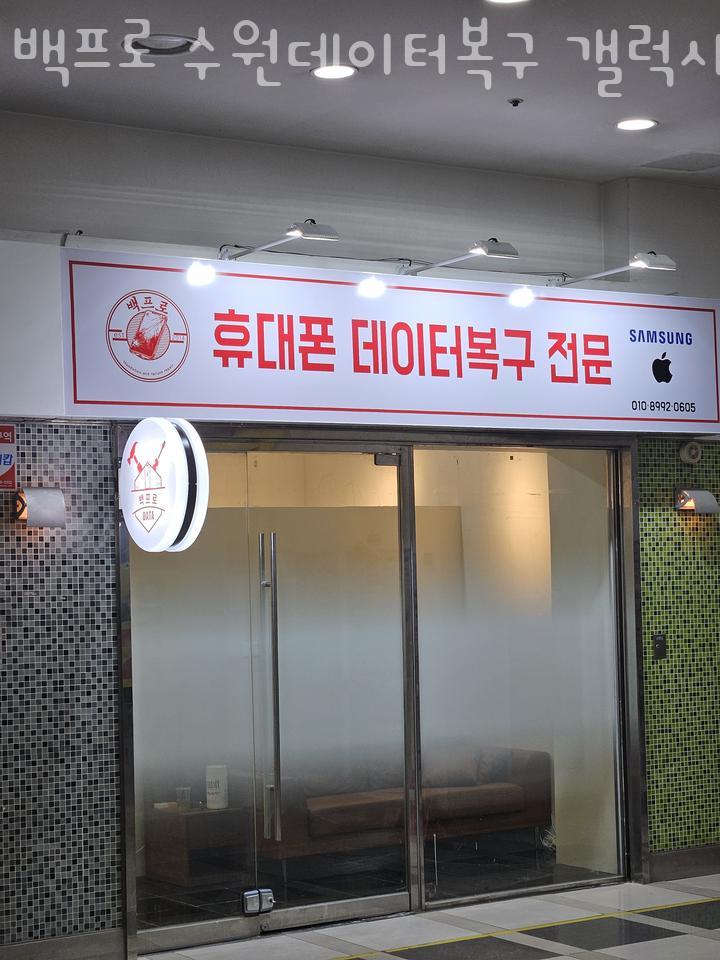 백프로 수원데이터복구 갤럭시
백프로
휴대폰 데이터복구 전문
SAMSUNG
010-8992-0605
백프로
DATA